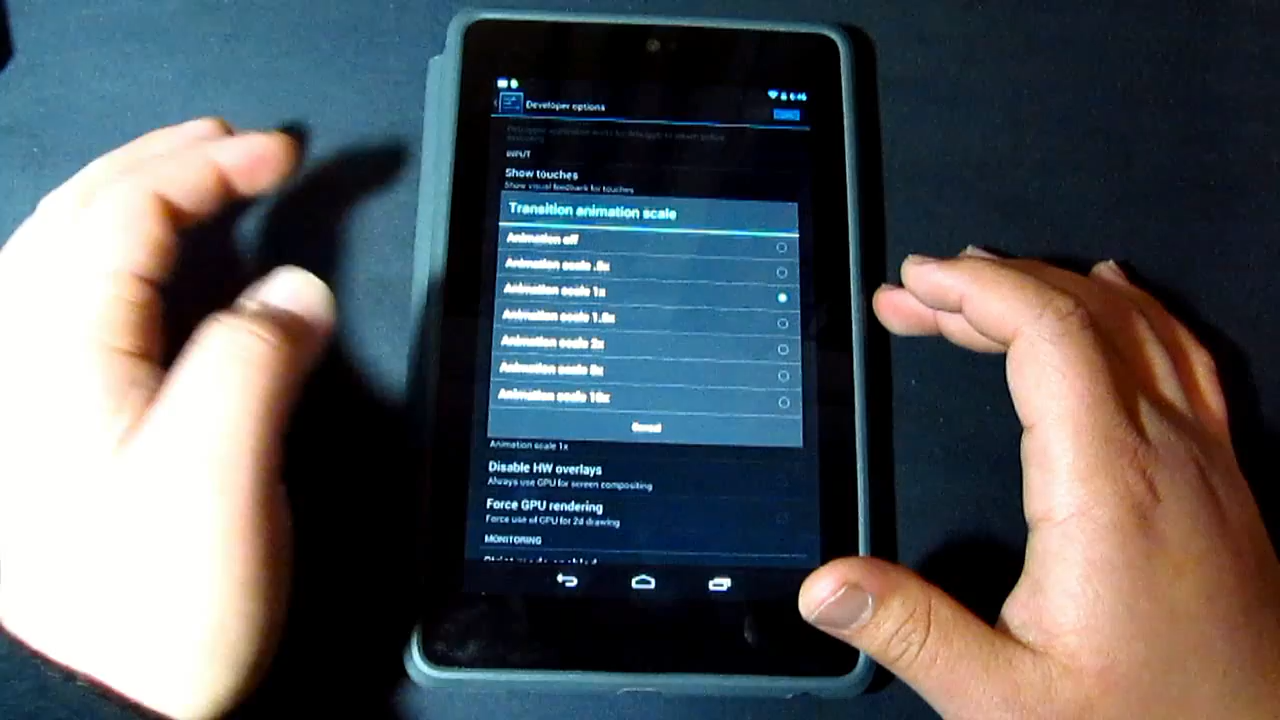 Developer options
INPUT
Show touches
Show visual feedback for touches
Transition animation scale
Animation off
Animation scale .5x
Animation scale 1x
Animation scale 1.5x
Animation scale 2x
Animation scale 5x
Animation scale 10x
Cancel
Animation scale 1x
Disable HW overlays
Always use GPU for screen compositing
Force GPU rendering
Force use of GPU for 2d drawing
MONITORING